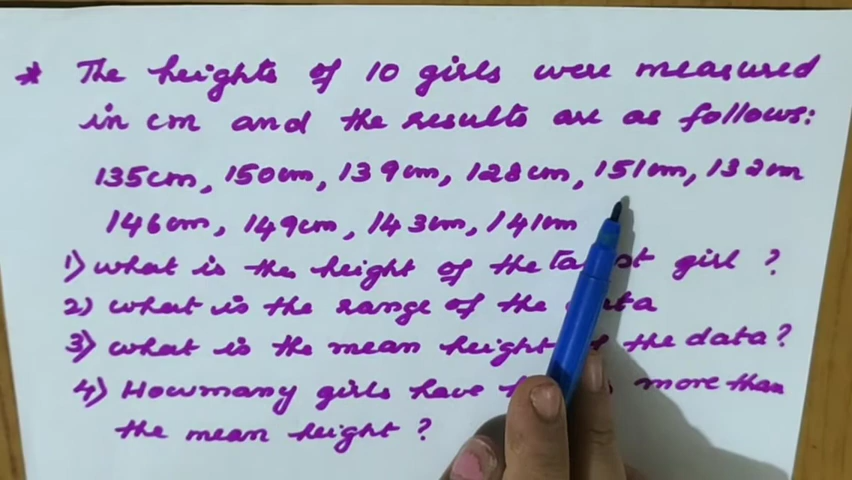 * The heights of 10 girls were measured
in cm and the results are as follows:
135cm, 150cm, 139cm, 128cm, 151cm, 132cm
146cm, 149cm, 143cm, 141cm
1) what is the height of the girl ?
2) what is the range of the
3) what is the mean height the data?
4) Howmany girls have more than
the mean height ?